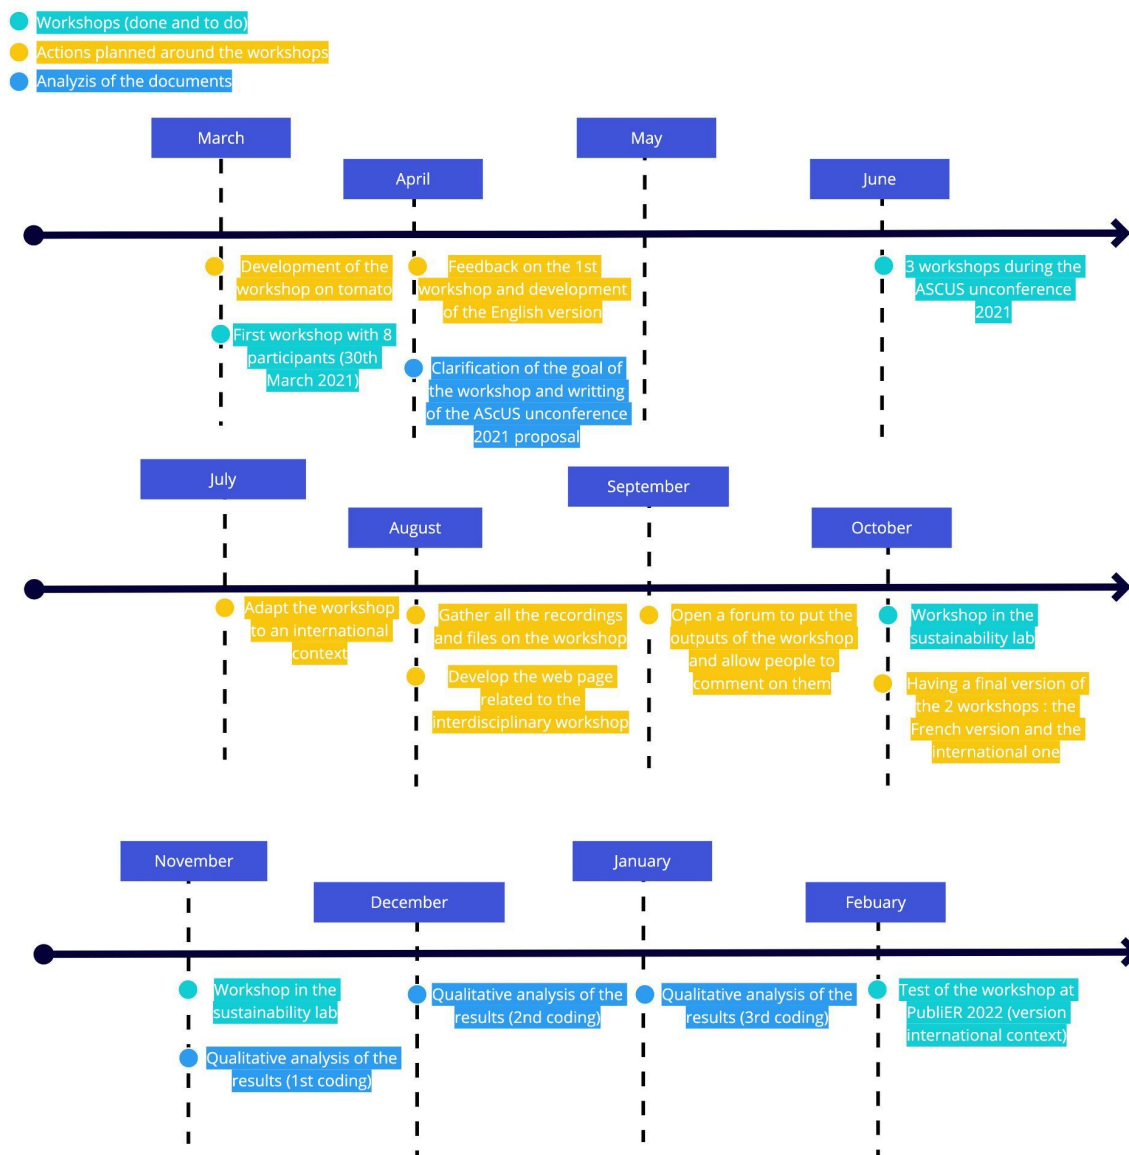 Workshops (done and to do)
Actions planned around the workshops
Analyzis of the documents
March
April
May
June
Development of the
workshop on tomato
First workshop with 8
participants (30th
March 2021)
Feedback on the 1st
workshop and development
of the English version
Clarification of the goal of
the workshop and writting
of the AScUS unconference
2021 proposal
3 workshops during the
ASCUS unconference
2021
July
August
September
October
Adapt the workshop
to an international
context
Gather all the recordings
and files on the workshop
Develop the web page
related to the
interdisciplinary workshop
Open a forum to put the
outputs of the workshop
and allow people to
comment on them
Workshop in the
sustainability lab
Having a final version of
the 2 workshops : the
French version and the
international one
November
December
January
Febuary
Workshop in the
sustainability lab
Qualitative analysis of the
results (1st coding)
Qualitative analysis of the
results (2nd coding)
Qualitative analysis of the
results (3rd coding)
Test of the workshop at
PubliER 2022 (version
international context)